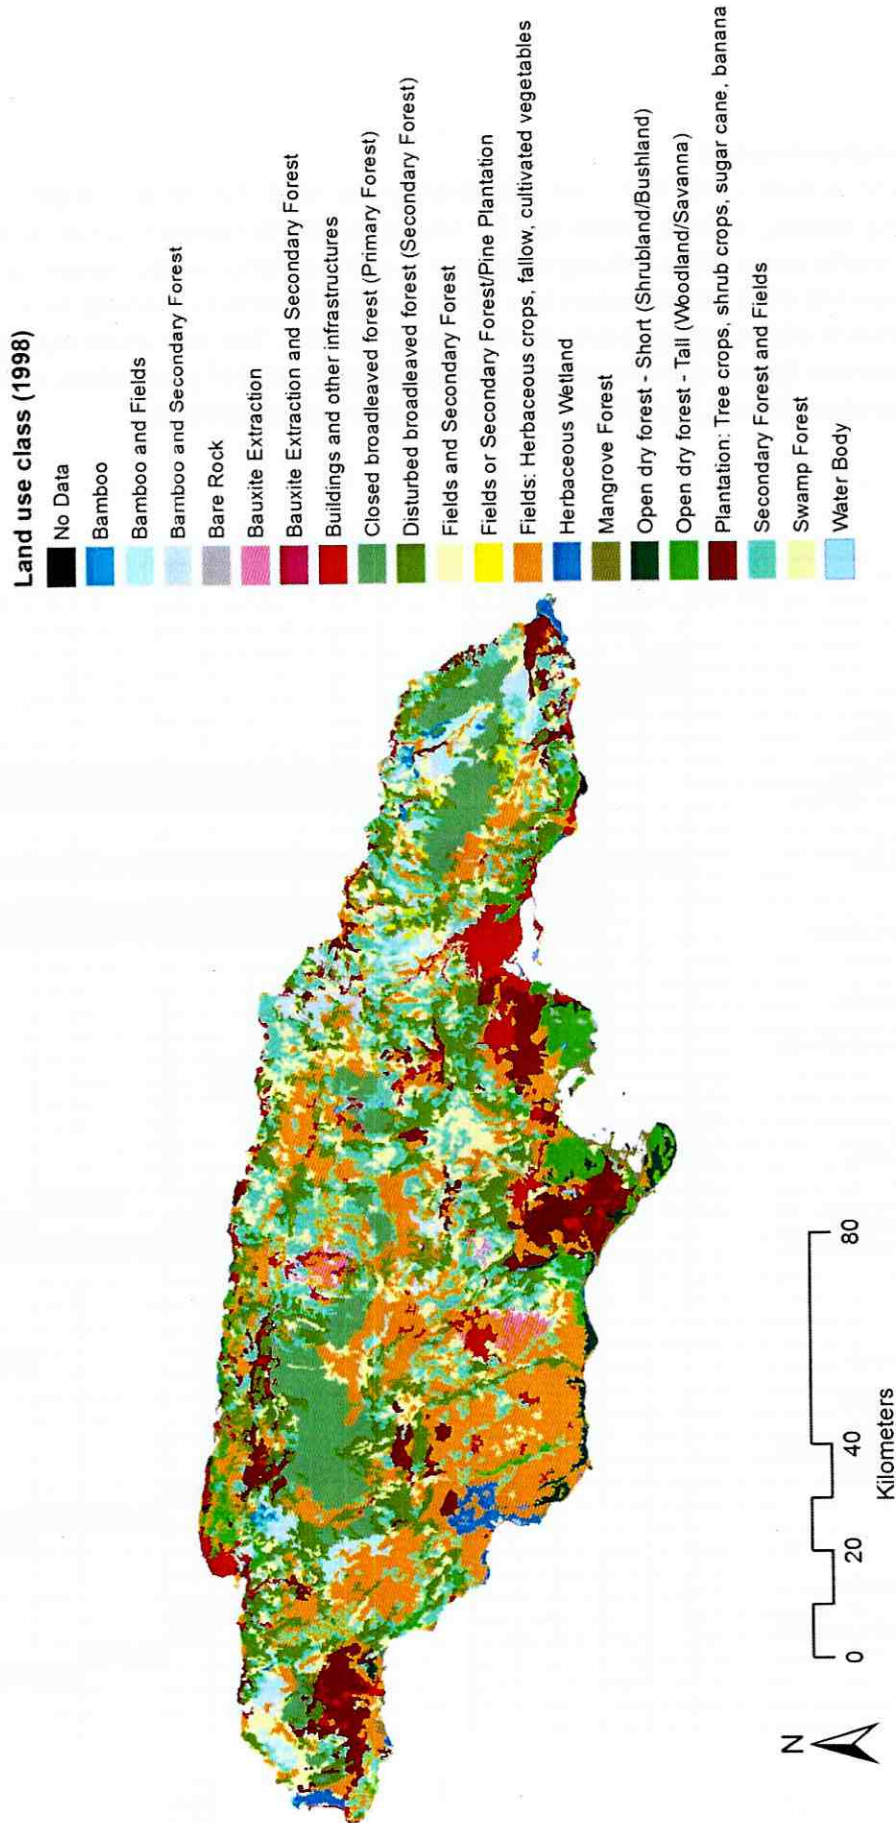 Land use class (1998)
No Data
Bamboo
Bamboo and Fields
Bamboo and Secondary Forest
Bare Rock
Bauxite Extraction
Bauxite Extraction and Secondary Forest
Buildings and other infrastructures
Closed broadleaved forest (Primary Forest)
Disturbed broadleaved forest (Secondary Forest)
Fields and Secondary Forest
Fields or Secondary Forest/Pine Plantation
Fields: Herbaceous crops, fallow, cultivated vegetables
Herbaceous Wetland
Mangrove Forest
Open dry forest - Short (Shrubland/Bushland)
Open dry forest - Tall (Woodland/Savanna)
Plantation: Tree crops, shrub crops, sugar cane, banana
Secondary Forest and Fields
Swamp Forest
Water Body
N
0 20 40 80
Kilometers